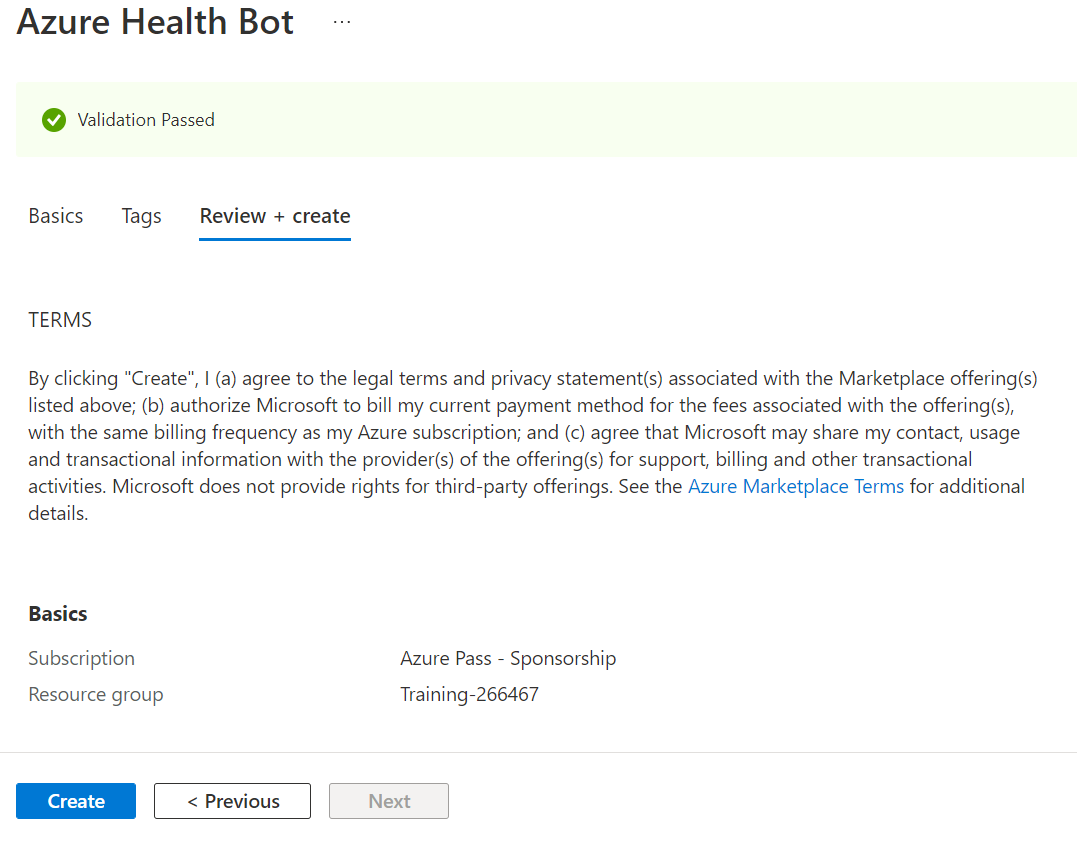 Azure Health Bot ...
Validation Passed
Basics Tags Review + create
TERMS
By clicking "Create", I (a) agree to the legal terms and privacy statement(s) associated with the Marketplace offering(s)
listed above; (b) authorize Microsoft to bill my current payment method for the fees associated with the offering(s),
with the same billing frequency as my Azure subscription; and (c) agree that Microsoft may share my contact, usage
and transactional information with the provider(s) of the offering(s) for support, billing and other transactional
activities. Microsoft does not provide rights for third-party offerings. See the Azure Marketplace Terms for additional
details.
Basics
Subscription Azure Pass - Sponsorship
Resource group Training-266467
Create < Previous Next